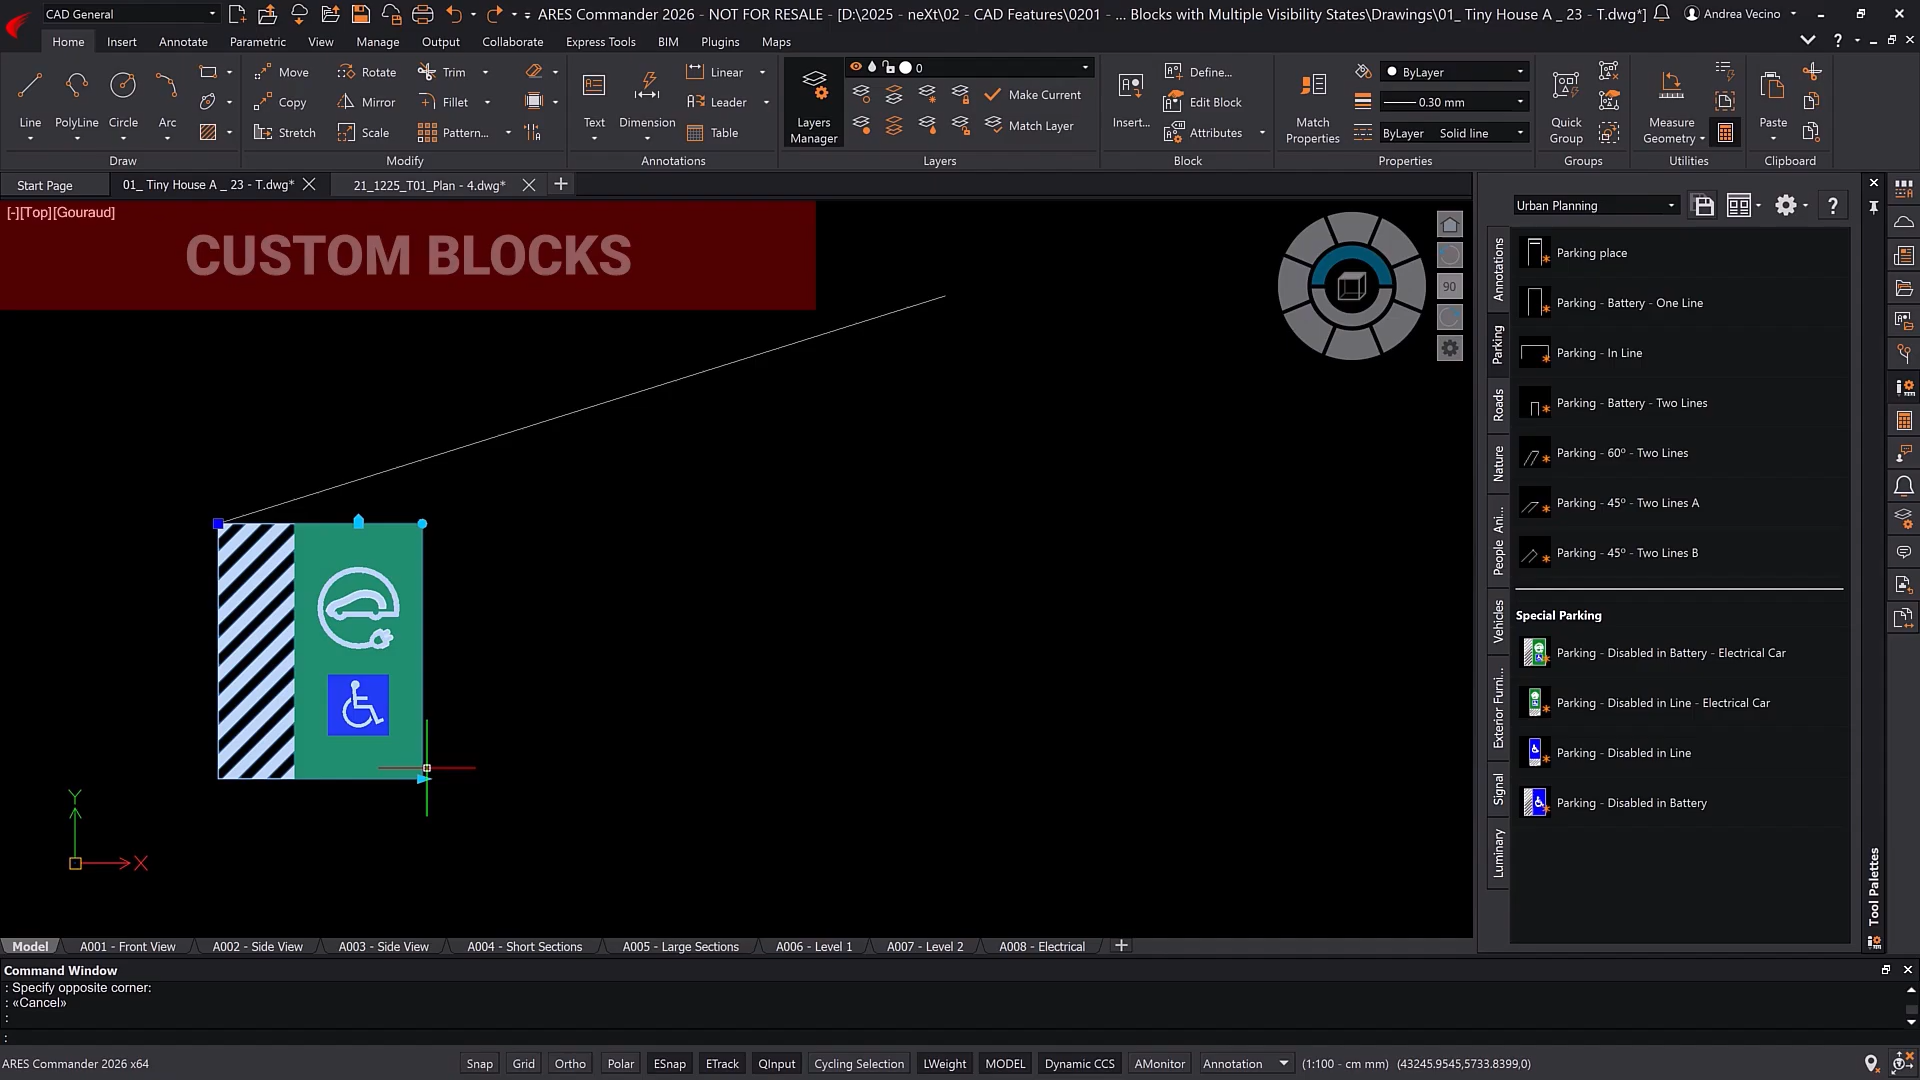 CAD General
ARES Commander 2026 - NOT FOR RESALE - [D:\2025 - neXt\02 - CAD Features\0201 - ... Blocks with Multiple Visibility States\Drawings\01_ Tiny House A _ 23 - T.dwg*]
Andrea Vecino
Home Insert Annotate Parametric View Manage Output Collaborate Express Tools BIM Plugins Maps
?
Line PolyLine Circle Arc
Draw
Move Rotate Trim
Copy Mirror Fillet
Stretch Scale Pattern...
Modify
Text Dimension
Linear
Leader
Table
Annotations
Layers Manager
0
Make Current
Match Layer
Layers
Insert...
Define...
Edit Block
Attributes
Block
Match Properties
ByLayer
0.30 mm
ByLayer Solid line
Properties
Quick Group
Groups
Measure Geometry
Utilities
Paste
Clipboard
Start Page
01_ Tiny House A _ 23 - T.dwg*
21_1225_T01_Plan - 4.dwg*
[-][Top][Gouraud]
CUSTOM BLOCKS
90
Y
X
Urban Planning
?
Annotations
Parking
Roads
Nature
People Ani...
Vehicles
Exterior Furni...
Signal
Luminary
Parking place
Parking - Battery - One Line
Parking - In Line
Parking - Battery - Two Lines
Parking - 60º - Two Lines
Parking - 45º - Two Lines A
Parking - 45º - Two Lines B
Special Parking
Parking - Disabled in Battery - Electrical Car
Parking - Disabled in Line - Electrical Car
Parking - Disabled in Line
Parking - Disabled in Battery
Tool Palettes
Model A001 - Front View A002 - Side View A003 - Side View A004 - Short Sections A005 - Large Sections A006 - Level 1 A007 - Level 2 A008 - Electrical
Command Window
: Specify opposite corner:
: «Cancel»
:
:
ARES Commander 2026 x64
Snap Grid Ortho Polar ESnap ETrack QInput Cycling Selection LWeight MODEL Dynamic CCS AMonitor Annotation (1:100 - cm mm) (43245.9545,5733.8399,0)